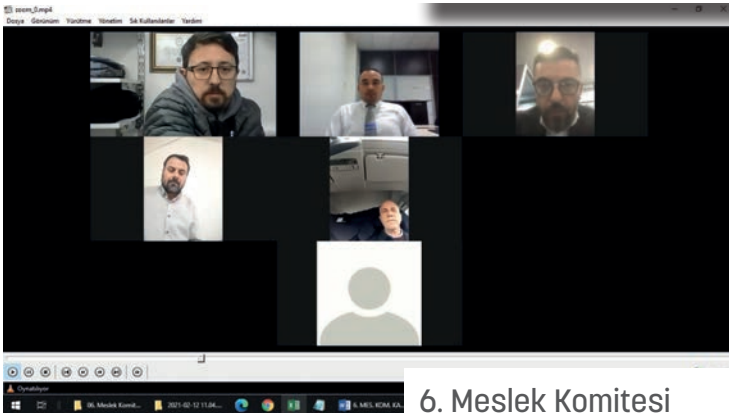 zoom_0.mp4
Dosya Görünüm Yürütme Yönetim Sık Kullanılanlar Yardım
Oynatılıyor
06. Meslek Komit...
2021-02-12 11.04....
6. MES. KOM. KA...
6. Meslek Komitesi